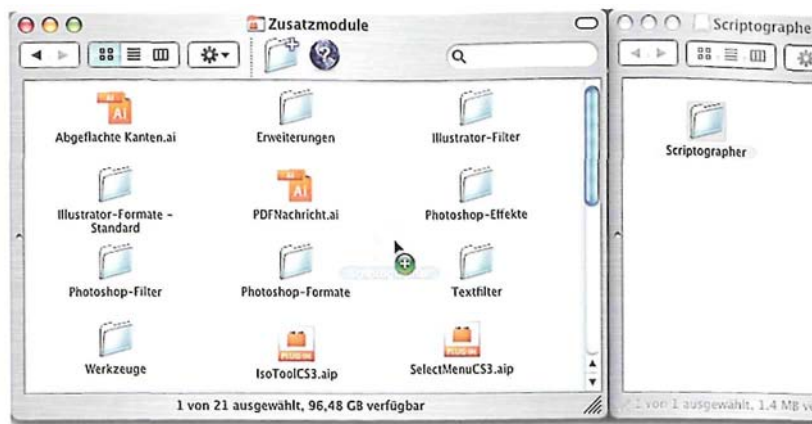 Zusatzmodule
Scriptographe
Abgeflachte Kanten.ai
Erweiterungen
Illustrator-Filter
Scriptographer
Illustrator-Formate –
Standard
PDFNachricht.ai
Photoshop-Effekte
Photoshop-Filter
Photoshop-Formate
Textfilter
Werkzeuge
IsoToolCS3.aip
SelectMenuCS3.aip
1 von 21 ausgewählt, 96,48 GB verfügbar
1 von 1 ausgewählt, 1,4 MB v